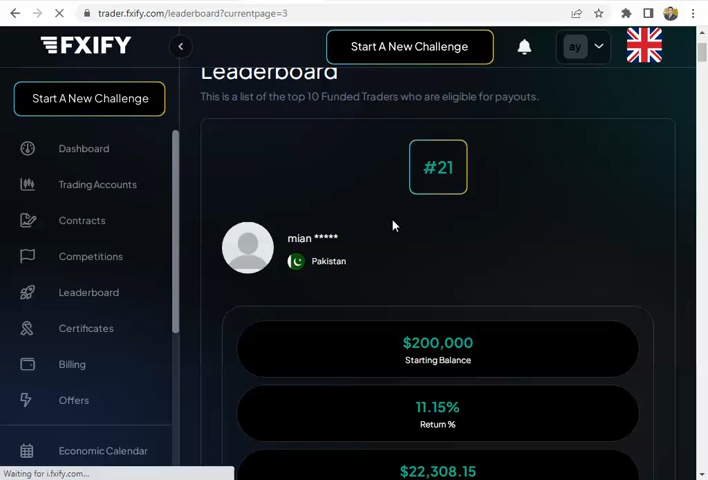 trader.fxify.com/leaderboard?currentpage=3
FXIFY
Start A New Challenge
ay
Start A New Challenge
Dashboard
Trading Accounts
Contracts
Competitions
Leaderboard
Certificates
Billing
Offers
Economic Calendar
Leaderboard
This is a list of the top 10 Funded Traders who are eligible for payouts.
#21
mian *****
Pakistan
$200,000
Starting Balance
11.15%
Return %
$22,308.15
Waiting for i.fxify.com...